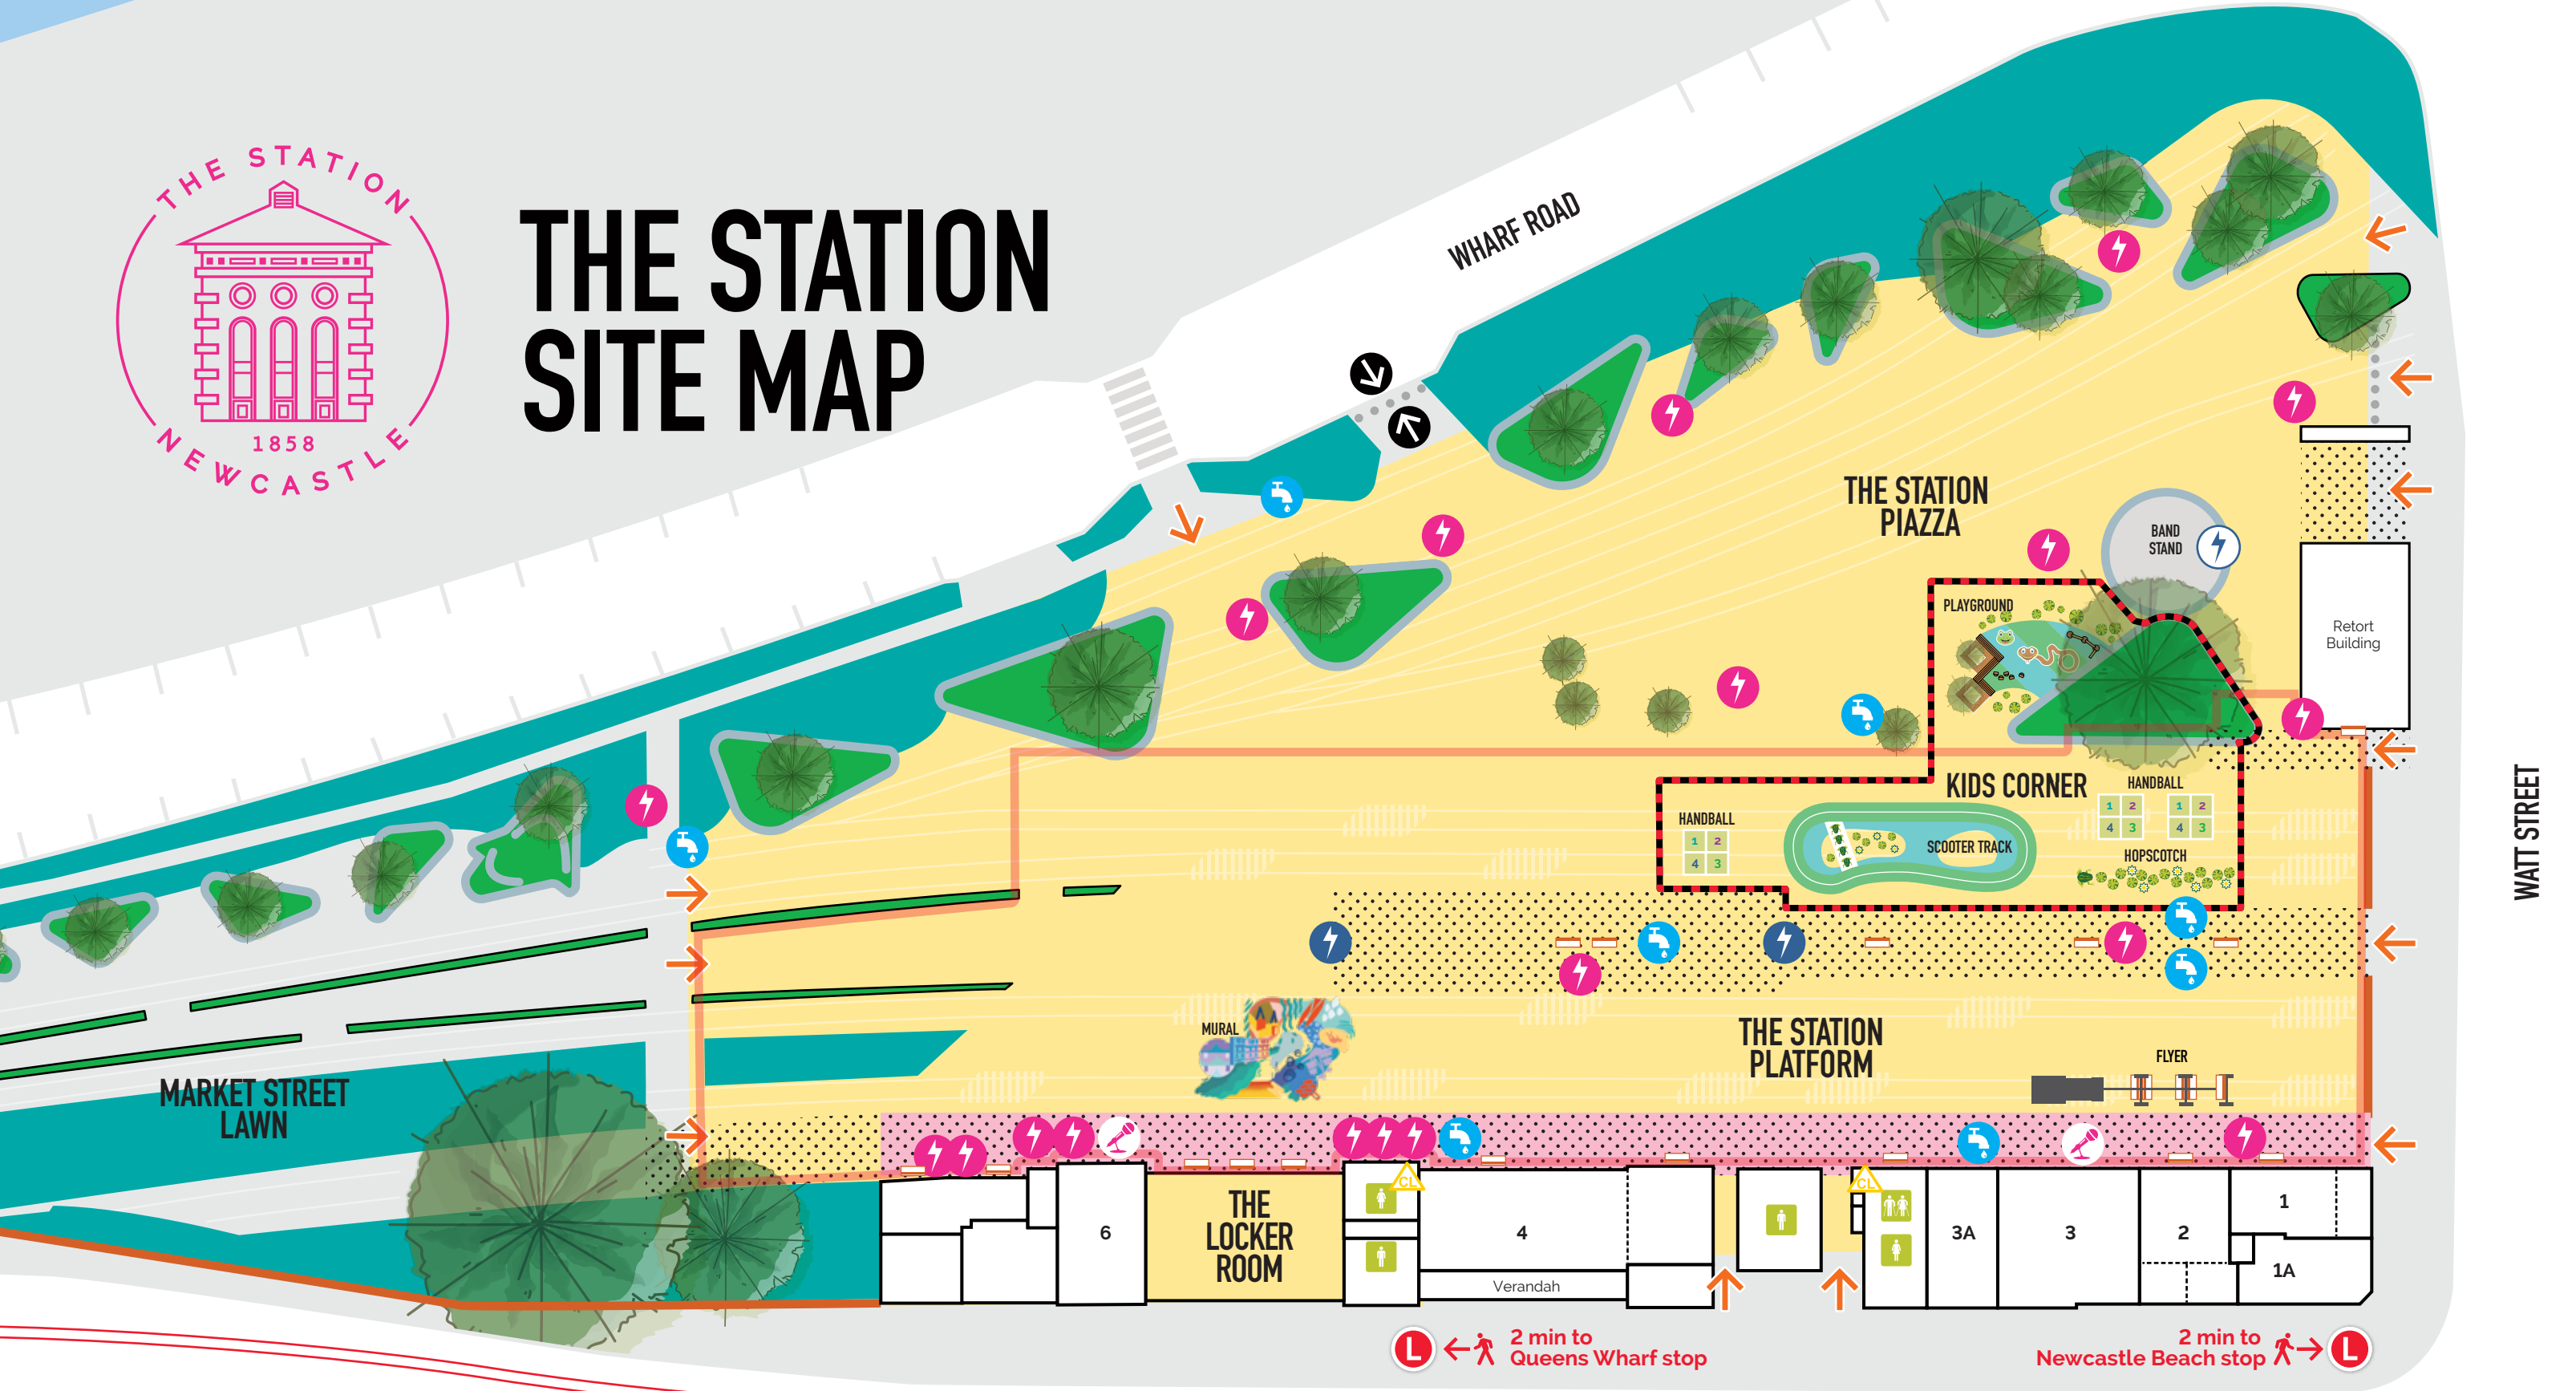 THE STATION
NEWCASTLE
1858
THE STATION
SITE MAP
WHARF ROAD
THE STATION
PIAZZA
BAND
STAND
PLAYGROUND
Retort
Building
KIDS CORNER
HANDBALL
1 2
4 3
HANDBALL
1 2
4 3
1 2
4 3
SCOOTER TRACK
HOPSCOTCH
WATT STREET
MURAL
THE STATION
PLATFORM
FLYER
MARKET STREET
LAWN
CL
CL
6
THE
LOCKER
ROOM
4
Verandah
3A
3
2
1
1A
L
2 min to
Queens Wharf stop
2 min to
Newcastle Beach stop
L